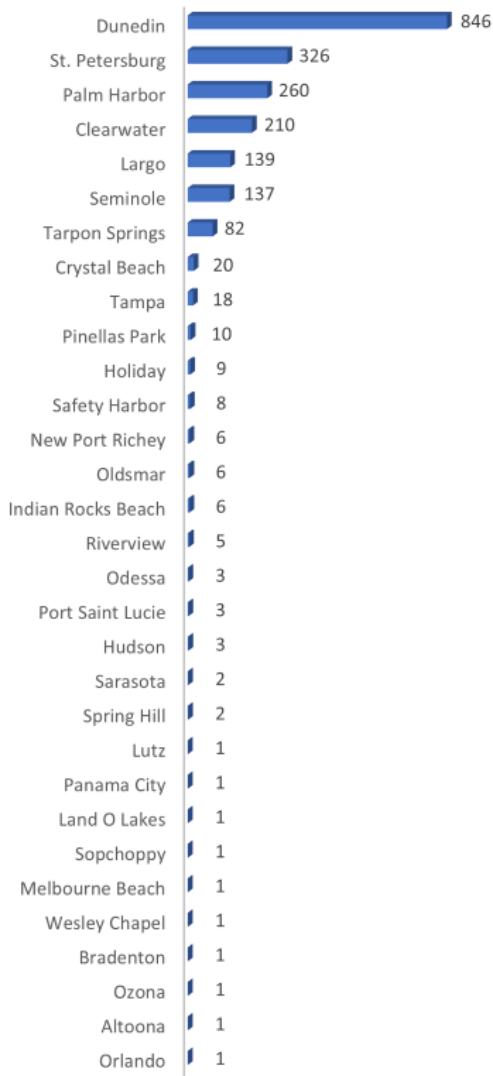 Dunedin 846
St. Petersburg 326
Palm Harbor 260
Clearwater 210
Largo 139
Seminole 137
Tarpon Springs 82
Crystal Beach 20
Tampa 18
Pinellas Park 10
Holiday 9
Safety Harbor 8
New Port Richey 6
Oldsmar 6
Indian Rocks Beach 6
Riverview 5
Odessa 3
Port Saint Lucie 3
Hudson 3
Sarasota 2
Spring Hill 2
Lutz 1
Panama City 1
Land O Lakes 1
Sopchoppy 1
Melbourne Beach 1
Wesley Chapel 1
Bradenton 1
Ozona 1
Altoona 1
Orlando 1